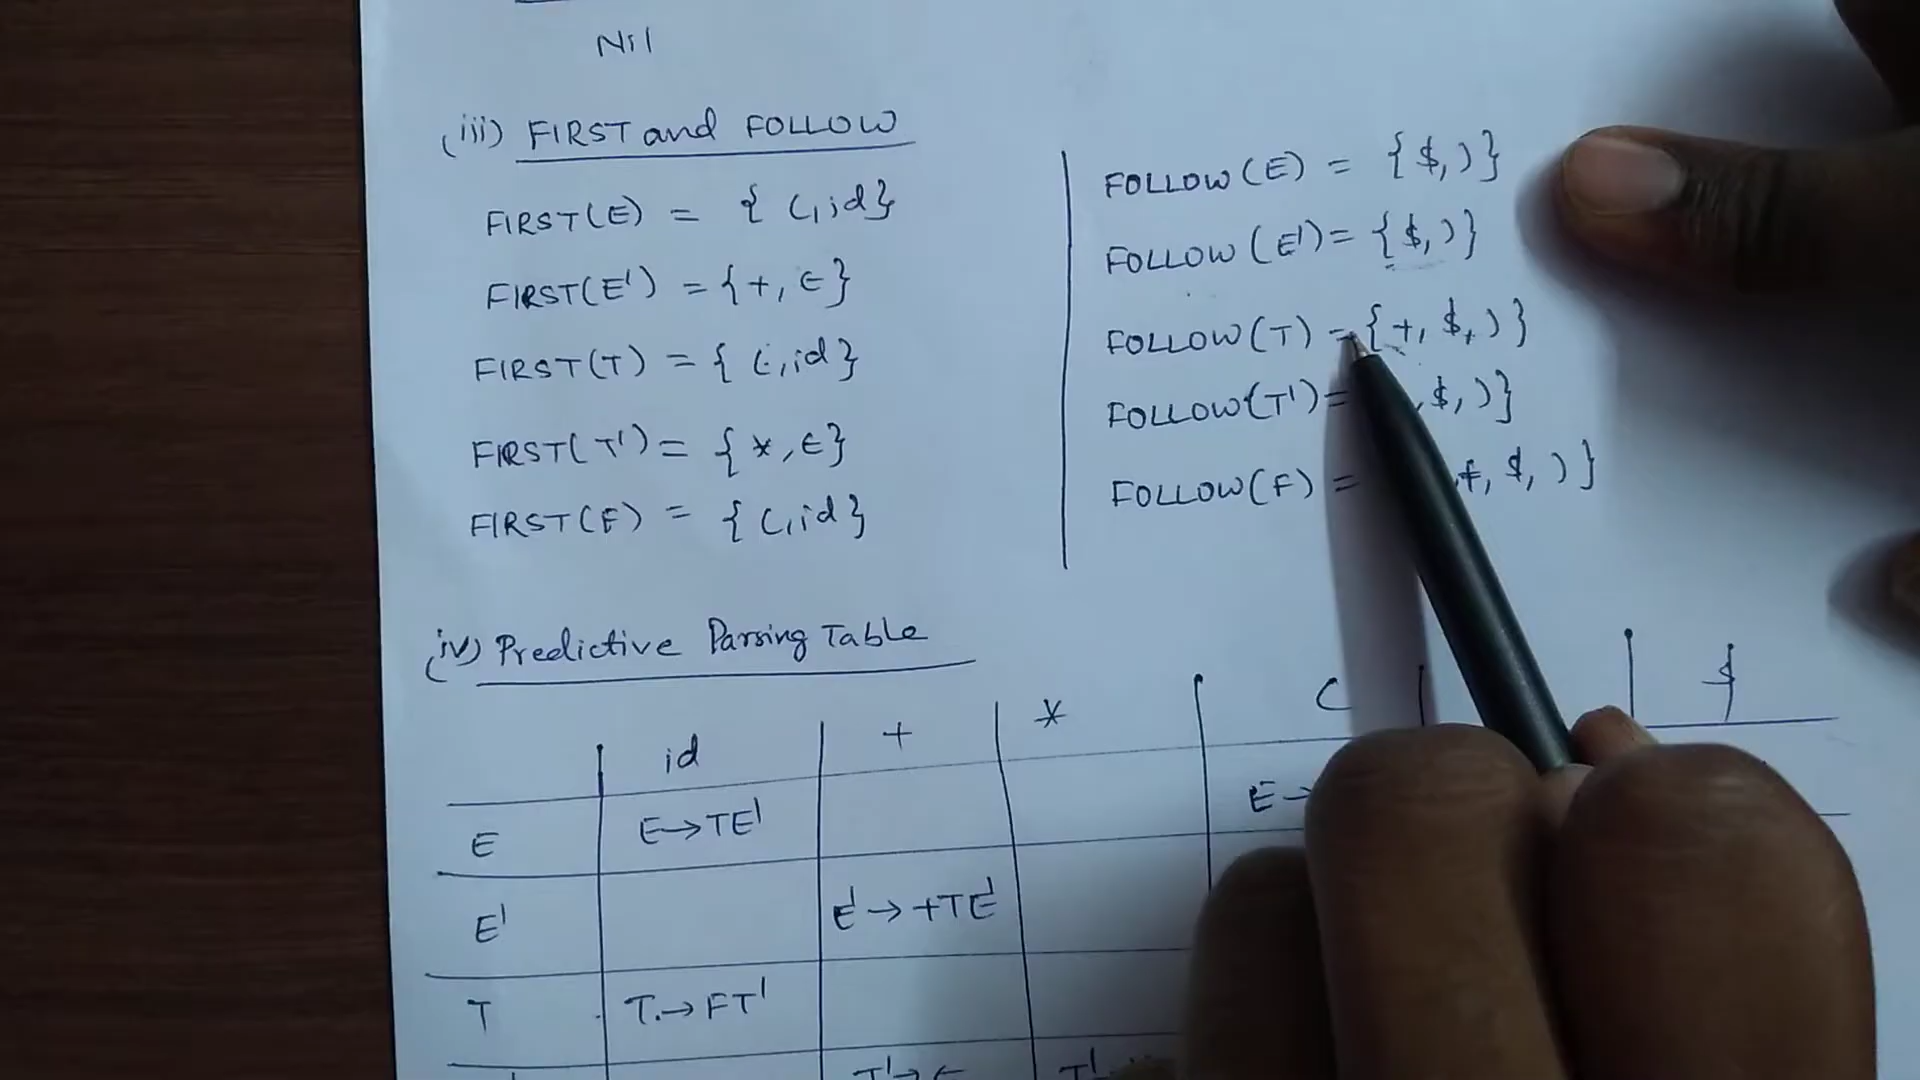 Nil
(iii) FIRST and FOLLOW
FIRST(E) = { (, id}
FIRST(E') = {+, ∈}
FIRST(T) = { (, id}
FIRST(T') = { *, ∈}
FIRST(F) = { (, id}
FOLLOW(E) = {$, )}
FOLLOW(E') = {$, )}
FOLLOW(T) = {+, $, )}
FOLLOW(T') = , $, )}
FOLLOW(F) = +, $, )}
(iv) Predictive Parsing Table
id + * ( $
E E→TE' E→
E' E'→+TE'
T T→FT'
T'→∈ T'→